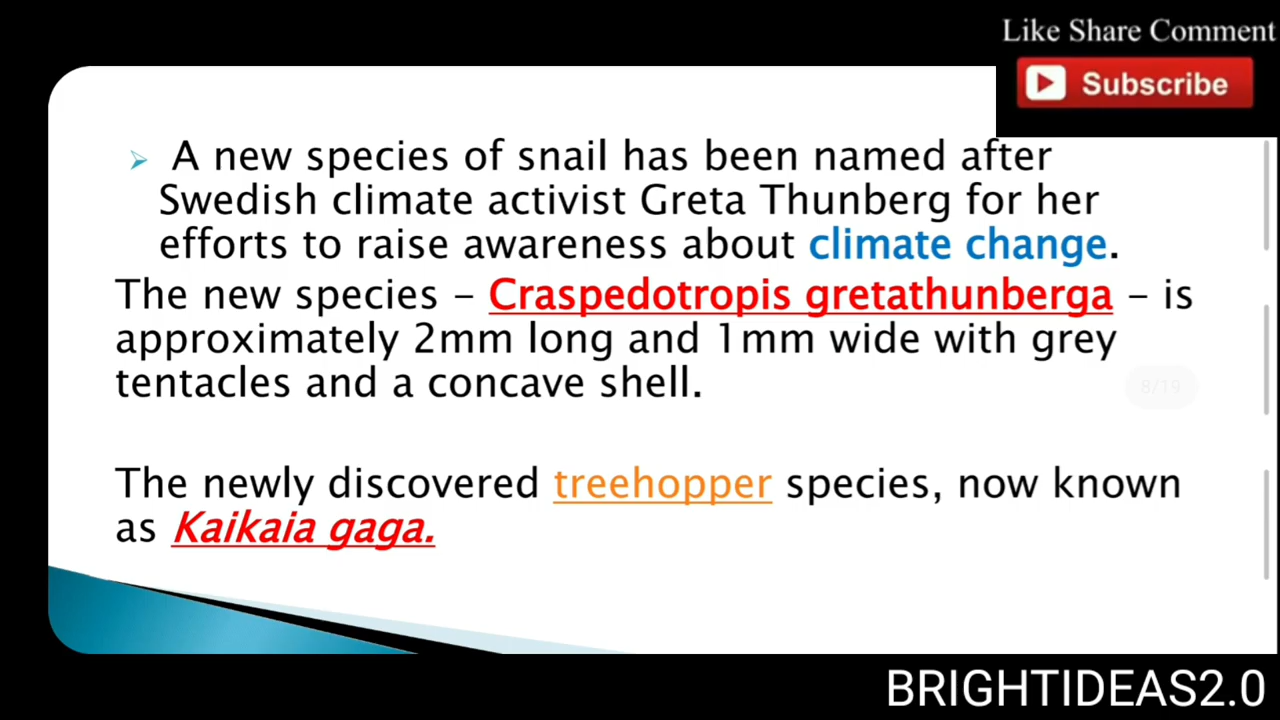 Like Share Comment
Subscribe
A new species of snail has been named after
Swedish climate activist Greta Thunberg for her
efforts to raise awareness about climate change.
The new species – Craspedotropis gretathunberga – is
approximately 2mm long and 1mm wide with grey
tentacles and a concave shell.
8/19
The newly discovered treehopper species, now known
as Kaikaia gaga.
BRIGHTIDEAS2.0